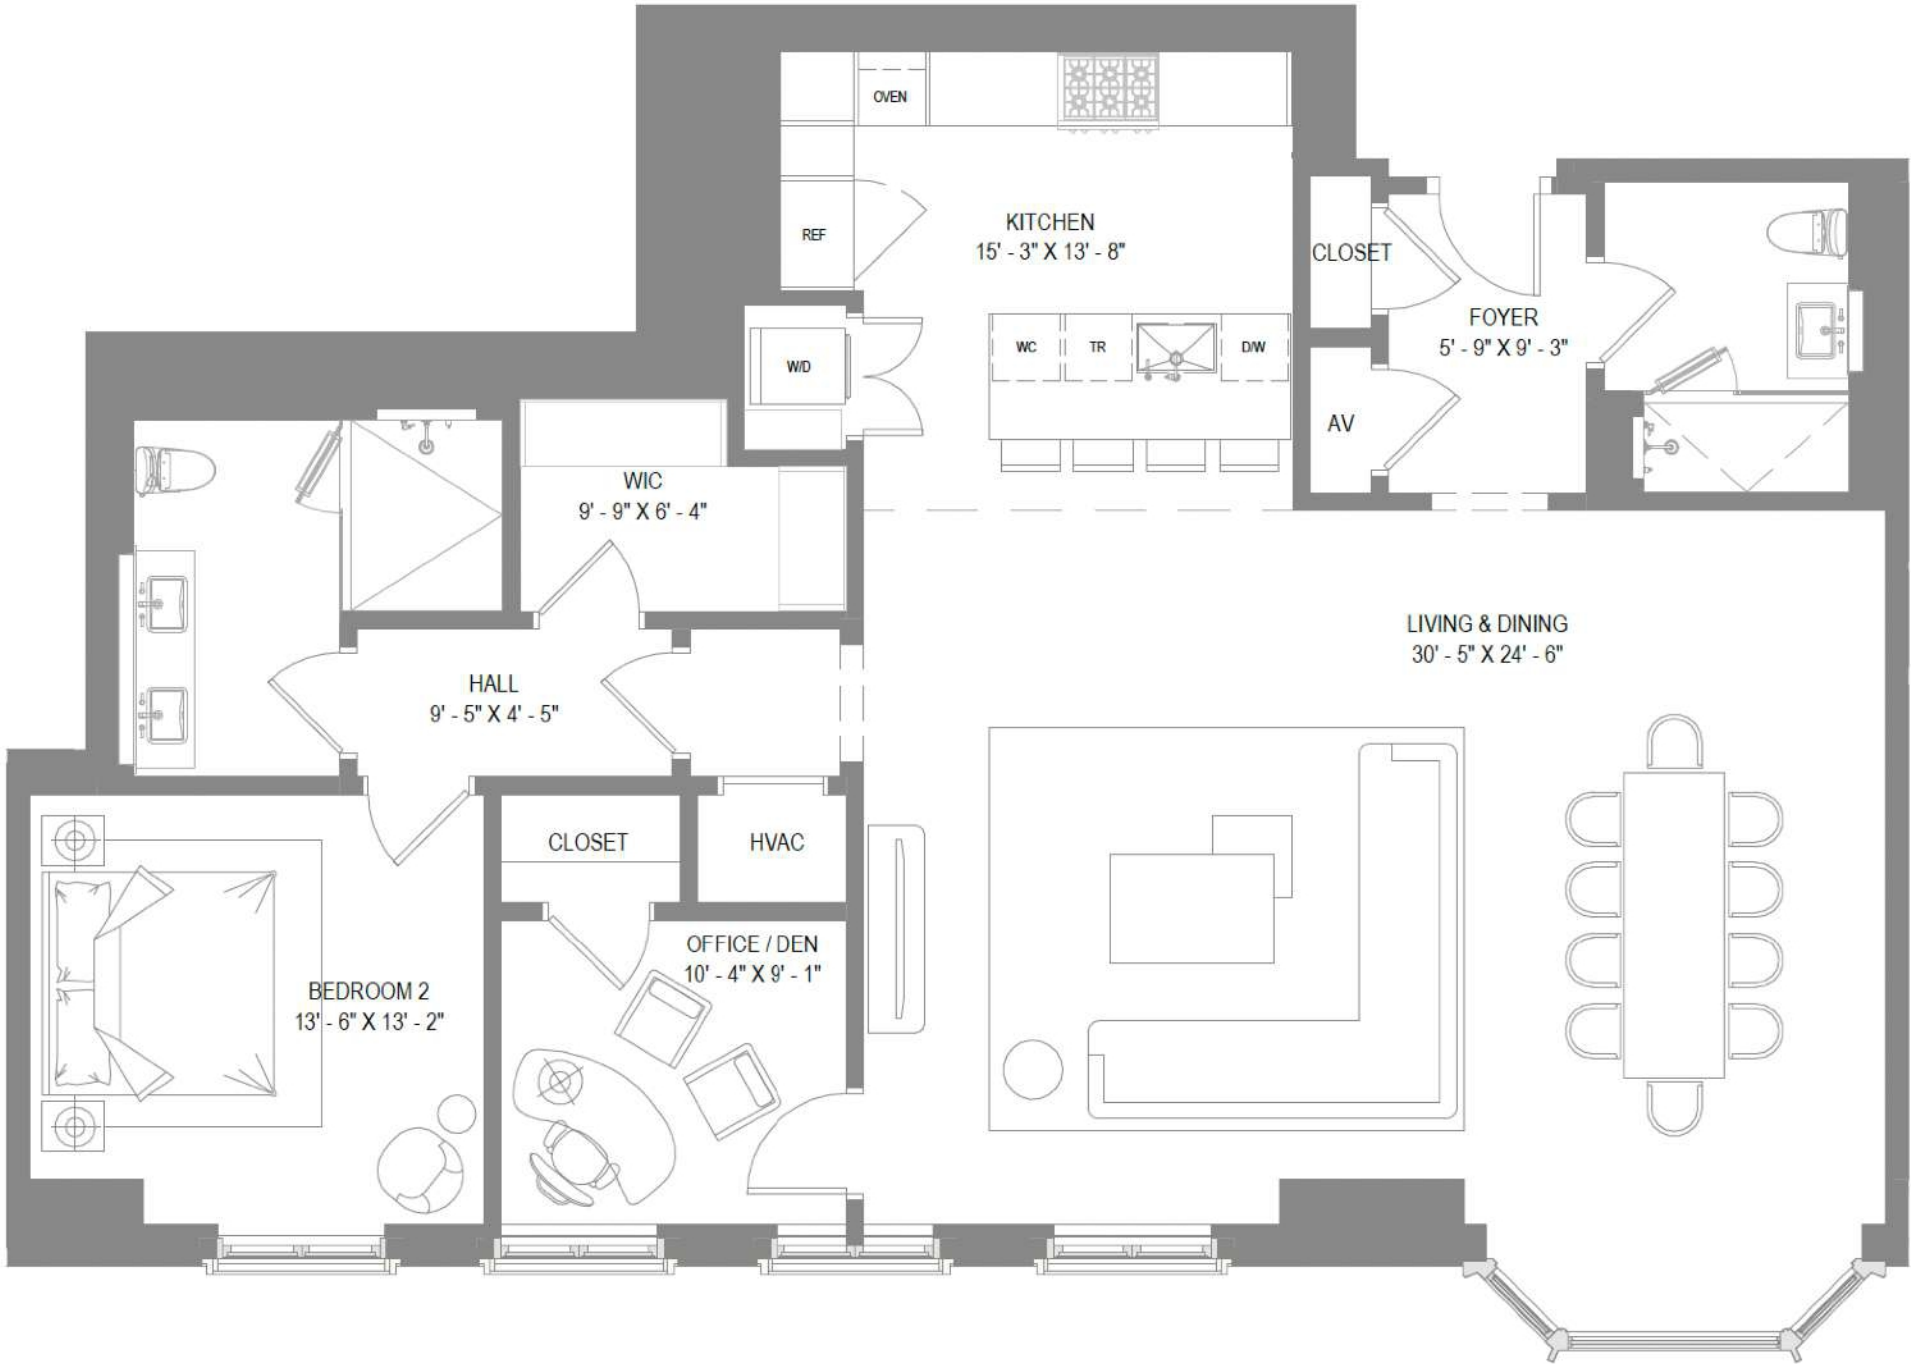 OVEN
REF
KITCHEN
15' - 3" X 13' - 8"
CLOSET
FOYER
5' - 9" X 9' - 3"
W/D
WC
TR
D/W
AV
WIC
9' - 9" X 6' - 4"
LIVING & DINING
30' - 5" X 24' - 6"
HALL
9' - 5" X 4' - 5"
CLOSET
HVAC
OFFICE / DEN
10' - 4" X 9' - 1"
BEDROOM 2
13' - 6" X 13' - 2"